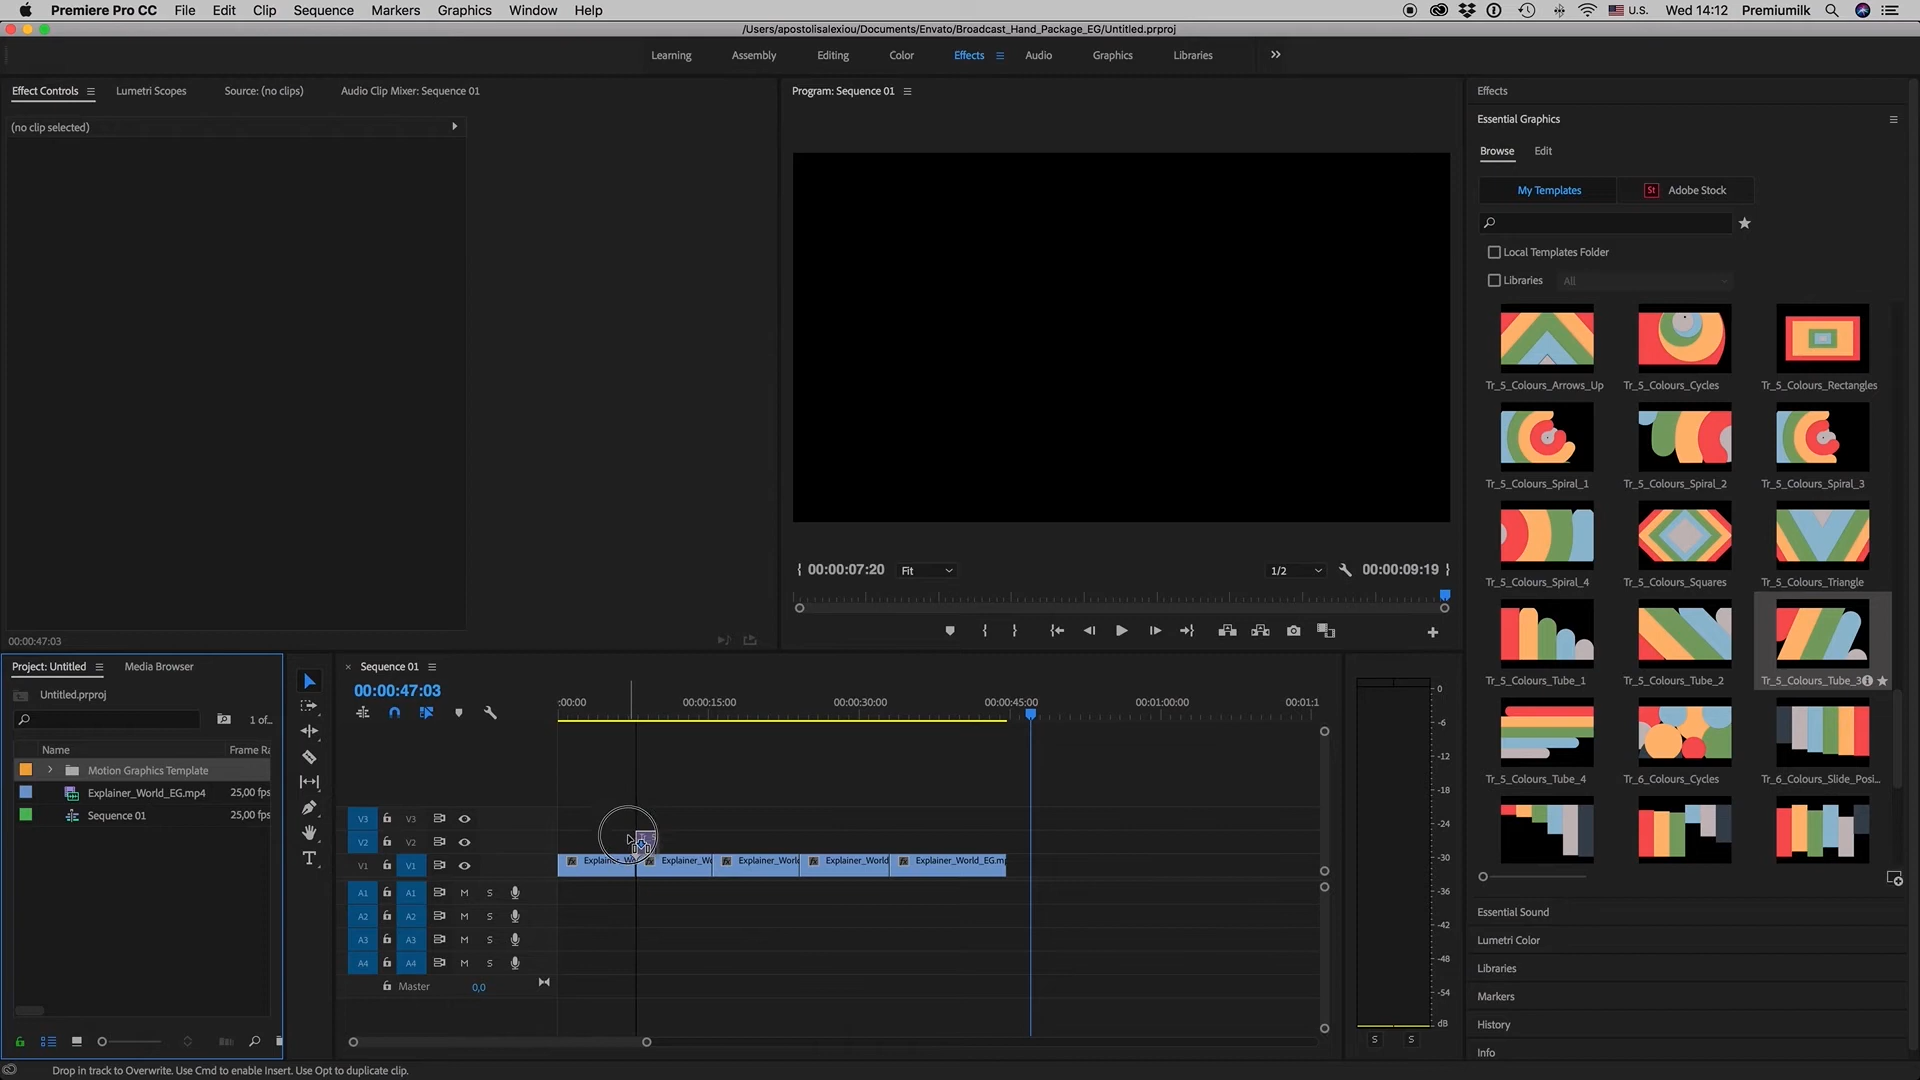 Premiere Pro CC File Edit Clip Sequence Markers Graphics Window Help U.S. Wed 14:12 Premiumilk
/Users/apostolisalexiou/Documents/Envato/Broadcast_Hand_Package_EG/Untitled.prproj
Learning Assembly Editing Color Effects Audio Graphics Libraries
Effect Controls Lumetri Scopes Source: (no clips) Audio Clip Mixer: Sequence 01
(no clip selected)
00:00:47:03
Program: Sequence 01
00:00:07:20 Fit 1/2 00:00:09:19
Effects
Essential Graphics
Browse Edit
My Templates St Adobe Stock
Local Templates Folder
Libraries All
Tr_5_Colours_Arrows_Up Tr_5_Colours_Cycles Tr_5_Colours_Rectangles
Tr_5_Colours_Spiral_1 Tr_5_Colours_Spiral_2 Tr_5_Colours_Spiral_3
Tr_5_Colours_Spiral_4 Tr_5_Colours_Squares Tr_5_Colours_Triangle
Tr_5_Colours_Tube_1 Tr_5_Colours_Tube_2 Tr_5_Colours_Tube_3
Tr_5_Colours_Tube_4 Tr_6_Colours_Cycles Tr_6_Colours_Slide_Posi...
Essential Sound
Lumetri Color
Libraries
Markers
History
Info
Project: Untitled Media Browser
Untitled.prproj
1 of...
Name Frame Ra
Motion Graphics Template
Explainer_World_EG.mp4 25,00 fps
Sequence 01 25,00 fps
Sequence 01
00:00:47:03
:00:00 00:00:15:00 00:00:30:00 00:00:45:00 00:01:00:00 00:01:1
V3 V3
V2 V2
V1 V1 Explainer_Wo Explainer_Wo Explainer_World Explainer_World Explainer_World_EG.mp
A1 A1 M S
A2 A2 M S
A3 A3 M S
A4 A4 M S
Master 0,0
0
-6
-12
-18
-24
-30
-36
-42
-48
-54
dB
S S
Drop in track to Overwrite. Use Cmd to enable Insert. Use Opt to duplicate clip.